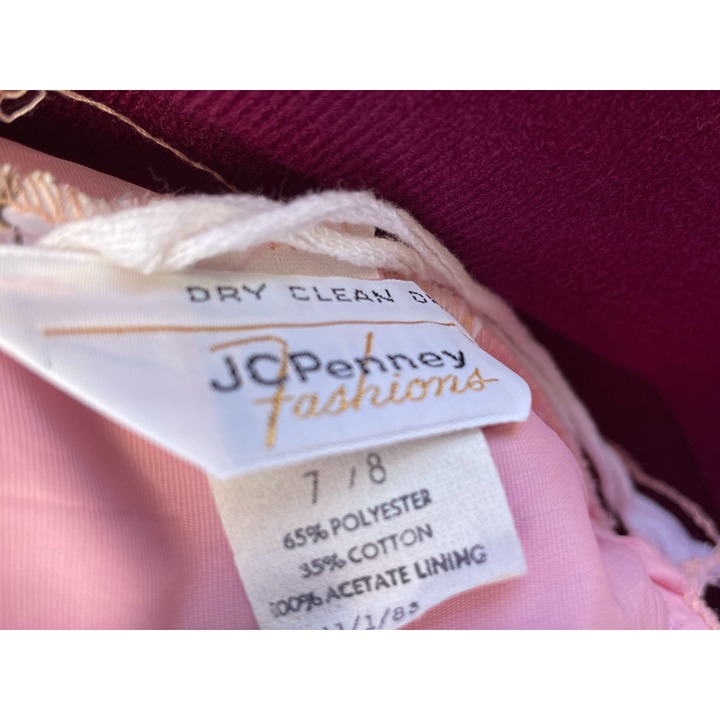 DRY CLEAN
JCPenney
Fashions
7/8
65% POLYESTER
35% COTTON
100% ACETATE LINING